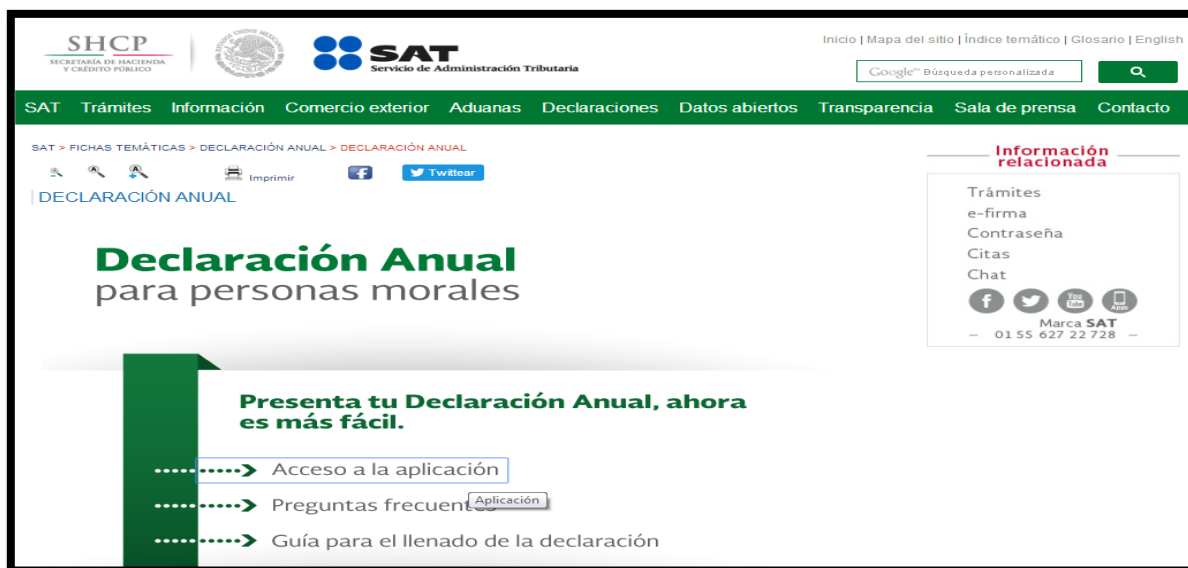 SHCP
SECRETARÍA DE HACIENDA
Y CRÉDITO PÚBLICO
SAT
Servicio de Administración Tributaria
Inicio | Mapa del sitio | Índice temático | Glosario | English
Google™ Búsqueda personalizada
SAT Trámites Información Comercio exterior Aduanas Declaraciones Datos abiertos Transparencia Sala de prensa Contacto
SAT > FICHAS TEMÁTICAS > DECLARACIÓN ANUAL > DECLARACIÓN ANUAL
Imprimir
Twittear
DECLARACIÓN ANUAL
Declaración Anual
para personas morales
Presenta tu Declaración Anual, ahora
es más fácil.
Acceso a la aplicación
Preguntas frecuentes
Aplicación
Guía para el llenado de la declaración
Información
relacionada
Trámites
e-firma
Contraseña
Citas
Chat
You
Tube
Apps
Marca SAT
– 01 55 627 22 728 –